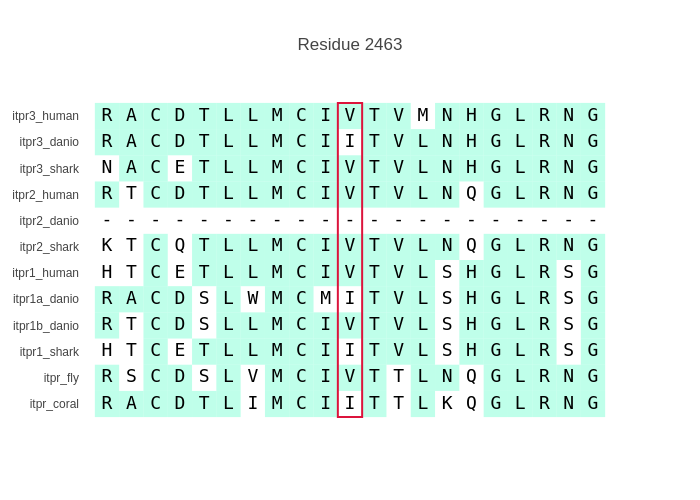 Residue 2463
itpr3_human R A C D T L L M C I V T V M N H G L R N G
itpr3_danio R A C D T L L M C I I T V L N H G L R N G
itpr3_shark N A C E T L L M C I V T V L N H G L R N G
itpr2_human R T C D T L L M C I V T V L N Q G L R N G
itpr2_danio - - - - - - - - - - - - - - - - - - - - -
itpr2_shark K T C Q T L L M C I V T V L N Q G L R N G
itpr1_human H T C E T L L M C I V T V L S H G L R S G
itpr1a_danio R A C D S L W M C M I T V L S H G L R S G
itpr1b_danio R T C D S L L M C I V T V L S H G L R S G
itpr1_shark H T C E T L L M C I I T V L S H G L R S G
itpr_fly R S C D S L V M C I V T T L N Q G L R N G
itpr_coral R A C D T L I M C I I T T L K Q G L R N G